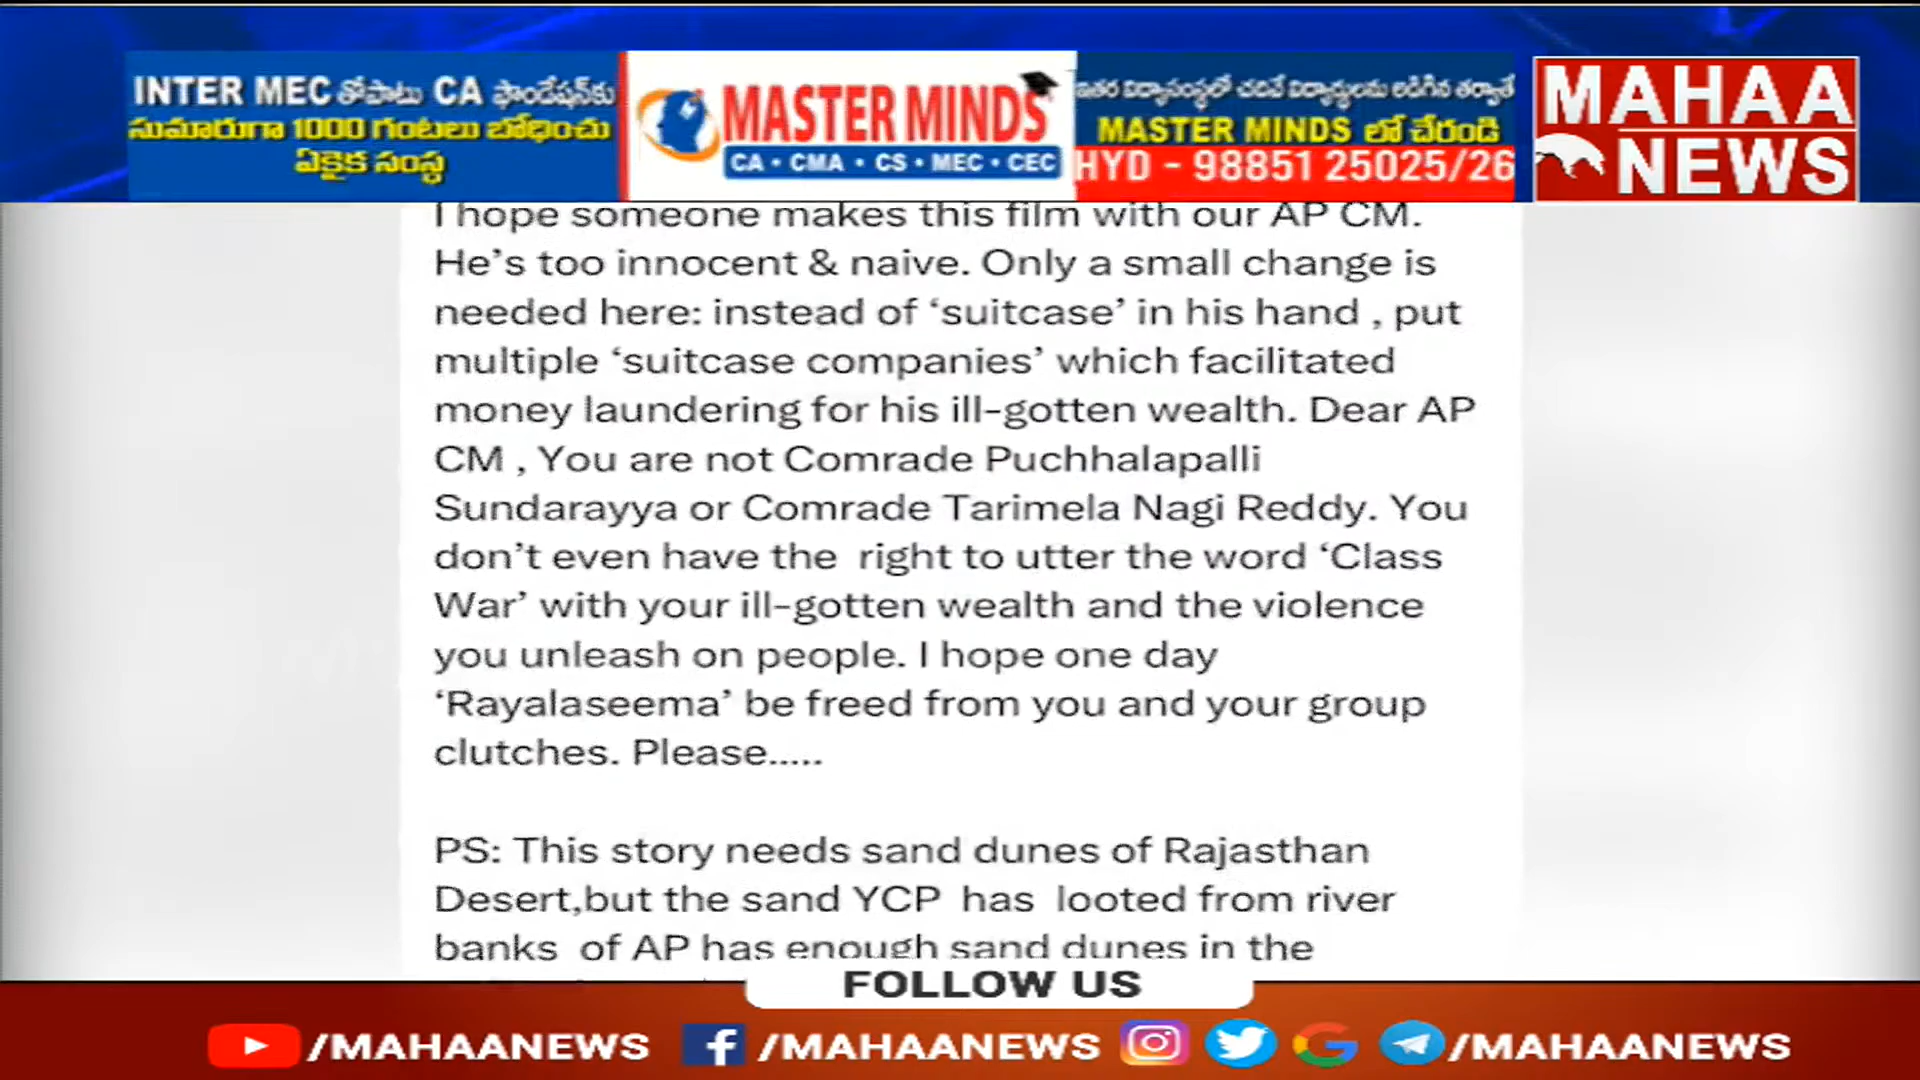 INTER MEC తోపాటు CA ఫౌండేషన్‌కు
సుమారుగా 1000 గంటలు బోధించు
ఏకైక సంస్థ
MASTER MINDS
CA • CMA • CS • MEC • CEC
ఇతర విద్యాసంస్థలో చదివే విద్యార్థులను అడిగిన తర్వాతే
MASTER MINDS లో చేరండి
HYD - 98851 25025/26
MAHAA
NEWS
I hope someone makes this film with our AP CM.
He’s too innocent & naive. Only a small change is
needed here: instead of ‘suitcase’ in his hand , put
multiple ‘suitcase companies’ which facilitated
money laundering for his ill-gotten wealth. Dear AP
CM , You are not Comrade Puchhalapalli
Sundarayya or Comrade Tarimela Nagi Reddy. You
don’t even have the right to utter the word ‘Class
War’ with your ill-gotten wealth and the violence
you unleash on people. I hope one day
‘Rayalaseema’ be freed from you and your group
clutches. Please.....
PS: This story needs sand dunes of Rajasthan
Desert,but the sand YCP has looted from river
banks of AP has enough sand dunes in the
FOLLOW US
/MAHAANEWS
/MAHAANEWS
/MAHAANEWS